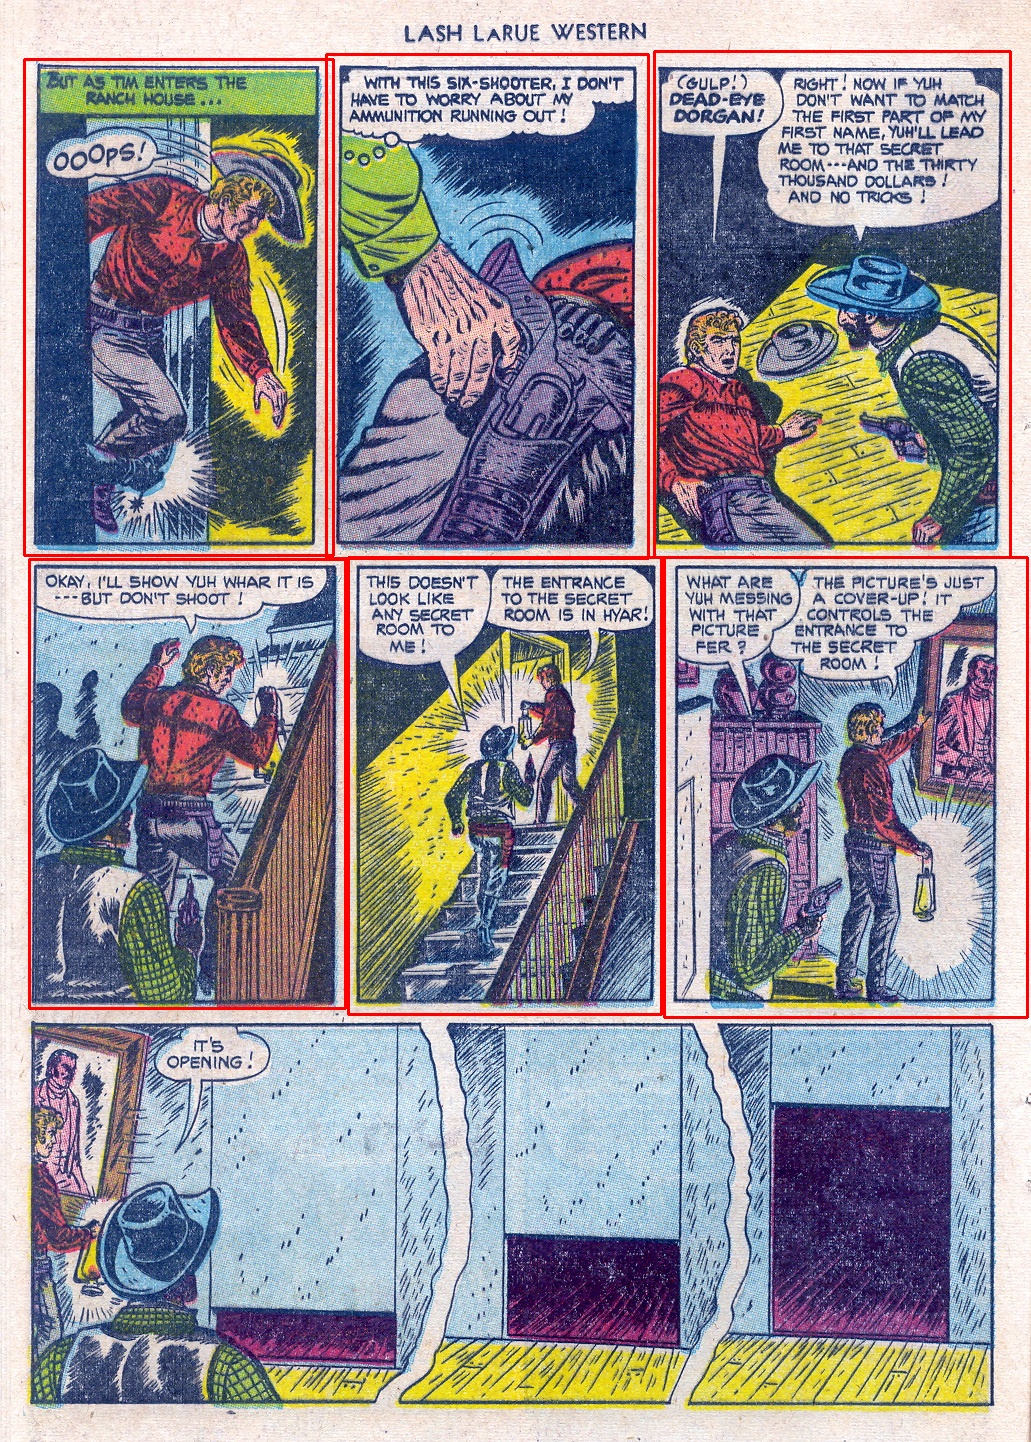 LASH LARUE WESTERN
BUT AS TIM ENTERS THE
RANCH HOUSE...
OOOPS!
WITH THIS SIX-SHOOTER, I DON'T
HAVE TO WORRY ABOUT MY
AMMUNITION RUNNING OUT!
(GULP!)
DEAD-EYE
DORGAN!
RIGHT! NOW IF YUH
DON'T WANT TO MATCH
THE FIRST PART OF MY
FIRST NAME, YUH'LL LEAD
ME TO THAT SECRET
ROOM---AND THE THIRTY
THOUSAND DOLLARS!
AND NO TRICKS!
OKAY, I'LL SHOW YUH WHAR IT IS
---BUT DON'T SHOOT!
THIS DOESN'T
LOOK LIKE
ANY SECRET
ROOM TO
ME!
THE ENTRANCE
TO THE SECRET
ROOM IS IN HYAR!
WHAT ARE
YUH MESSING
WITH THAT
PICTURE
FER?
THE PICTURE'S JUST
A COVER-UP! IT
CONTROLS THE
ENTRANCE TO
THE SECRET
ROOM!
IT'S
OPENING!